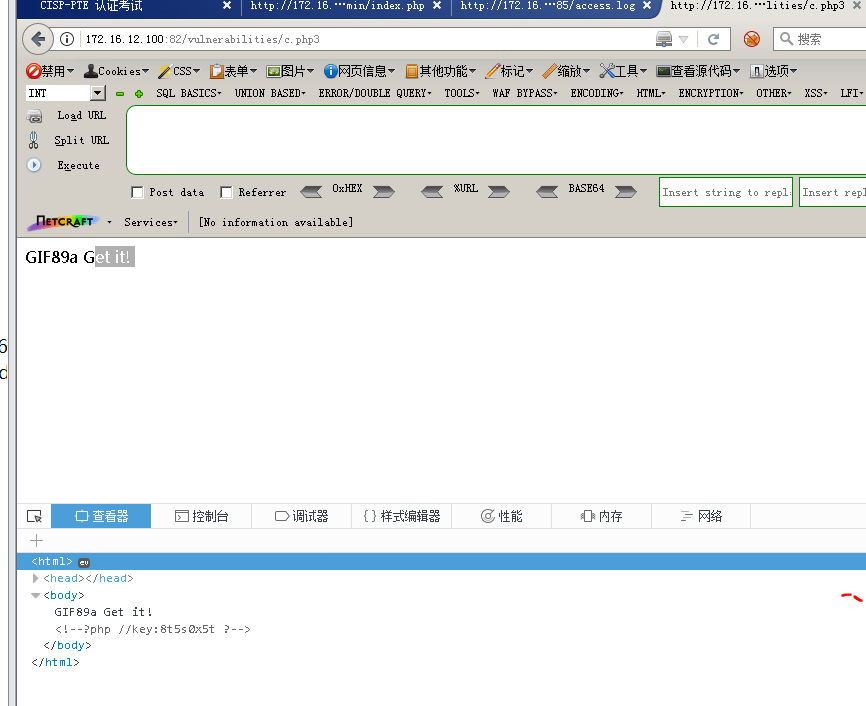 CISP-PTE 认证考试 × http://172.16.···min/index.php × http://172.16.···85/access.log × http://172.16.···lities/c.php3 ×
172.16.12.100:82/vulnerabilities/c.php3 搜索
禁用▾ Cookies▾ CSS▾ 表单▾ 图片▾ 网页信息▾ 其他功能▾ 标记▾ 缩放▾ 工具▾ 查看源代码▾ 选项▾
INT SQL BASICS▾ UNION BASED▾ ERROR/DOUBLE QUERY▾ TOOLS▾ WAF BYPASS▾ ENCODING▾ HTML▾ ENCRYPTION▾ OTHER▾ XSS▾ LFI▾
Load URL
Split URL
Execute
Post data Referrer 0xHEX %URL BASE64 Insert string to repl Insert repl
NETCRAFT Services▾ [No information available]
GIF89a Get it!
6
d
查看器 控制台 调试器 {} 样式编辑器 性能 内存 网络
<html> ev
<head></head>
<body>
GIF89a Get it!
<!--?php //key:8t5s0x5t ?-->
</body>
</html>